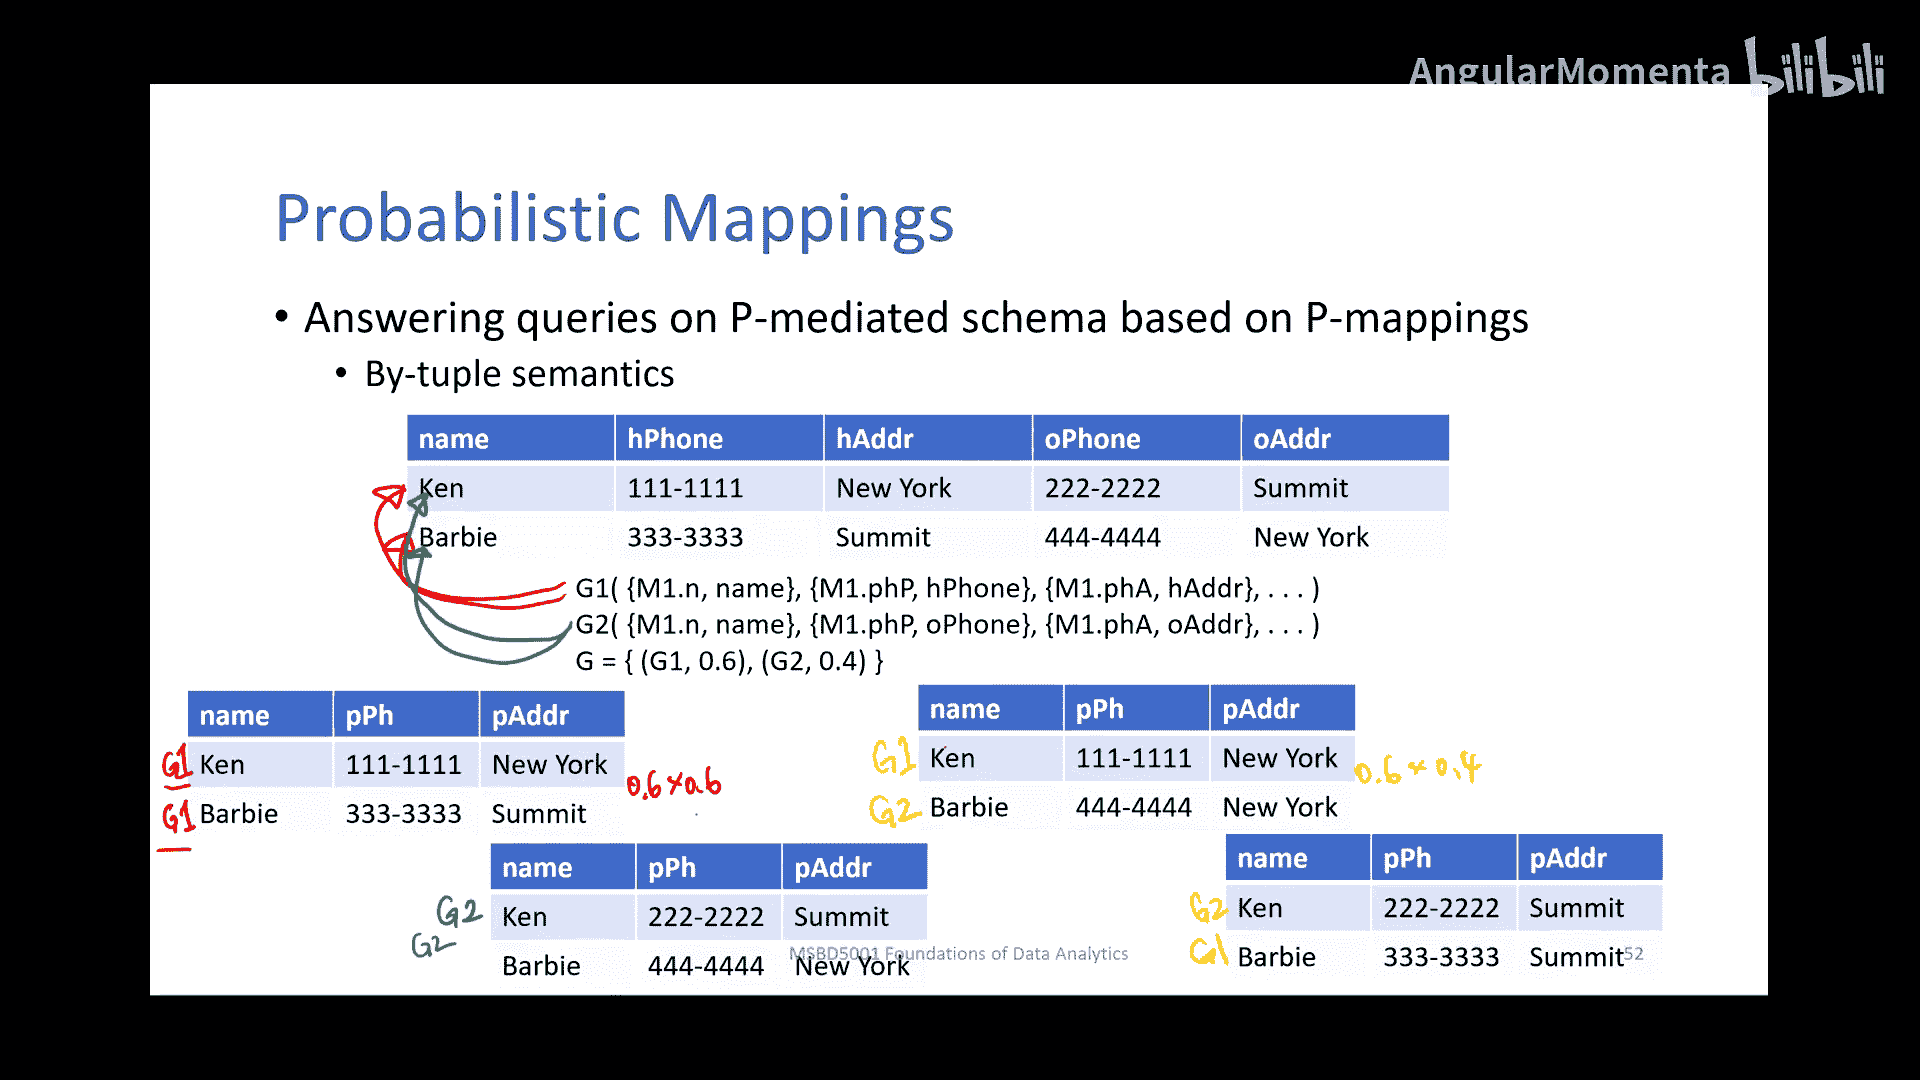 AngularMomenta bilibili
Probabilistic Mappings
• Answering queries on P-mediated schema based on P-mappings
• By-tuple semantics
name hPhone hAddr oPhone oAddr
Ken 111-1111 New York 222-2222 Summit
Barbie 333-3333 Summit 444-4444 New York
G1( {M1.n, name}, {M1.phP, hPhone}, {M1.phA, hAddr}, . . . )
G2( {M1.n, name}, {M1.phP, oPhone}, {M1.phA, oAddr}, . . . )
G = { (G1, 0.6), (G2, 0.4) }
name pPh pAddr
G1 Ken 111-1111 New York
0.6×0.6
G1 Barbie 333-3333 Summit
name pPh pAddr
G1 Ken 111-1111 New York
0.6×0.4
G2 Barbie 444-4444 New York
name pPh pAddr
G2 Ken 222-2222 Summit
G2 Barbie 444-4444 New York
name pPh pAddr
G2 Ken 222-2222 Summit
G1 Barbie 333-3333 Summit
MSBD5001 Foundations of Data Analytics
52